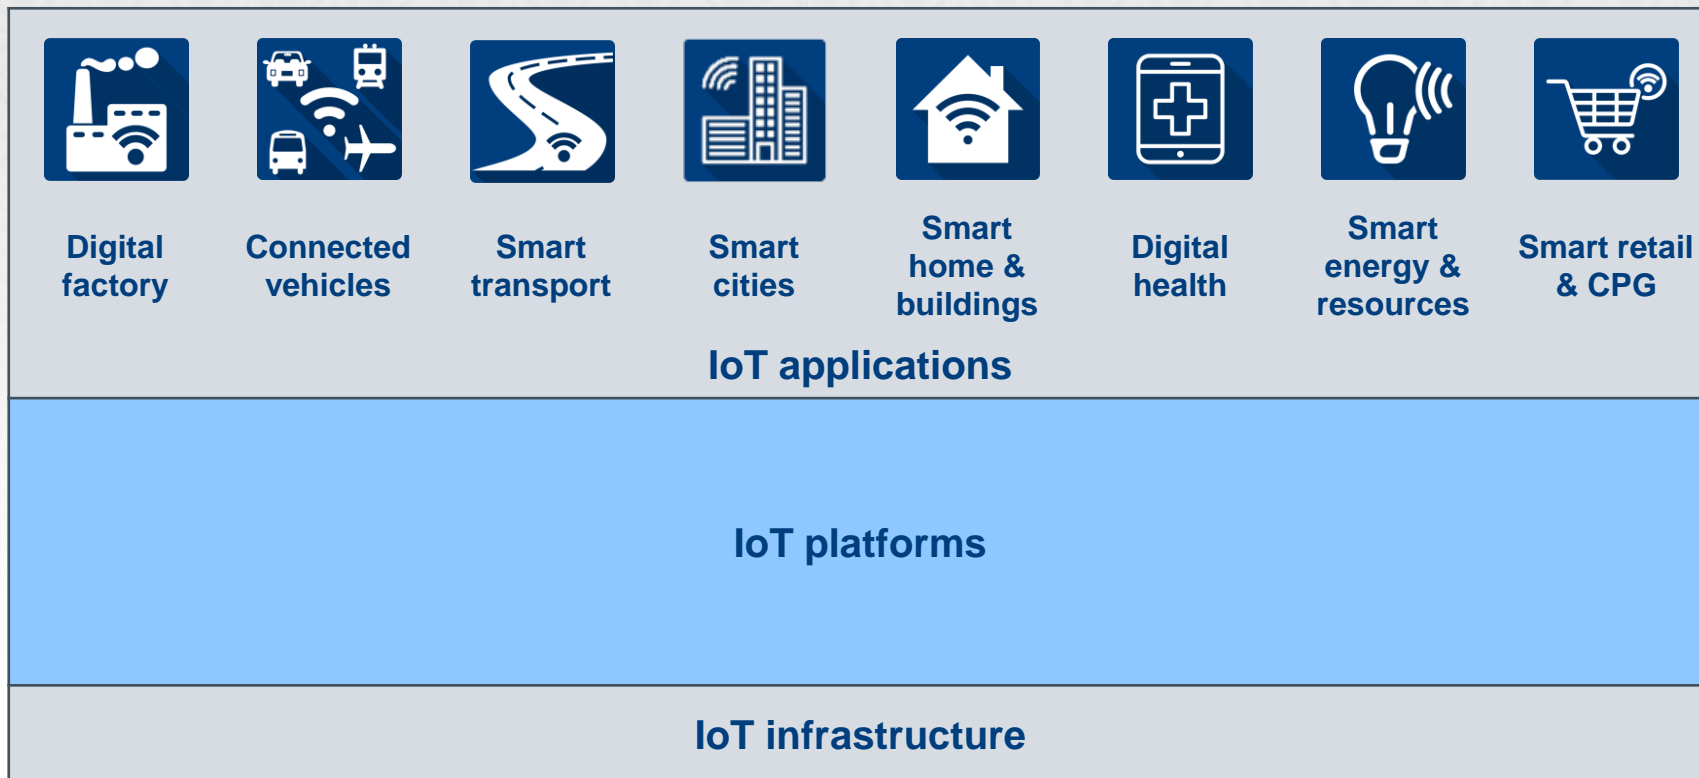 Digital
factory
Connected
vehicles
Smart
transport
Smart
cities
Smart
home &
buildings
Digital
health
Smart
energy &
resources
Smart retail
& CPG
IoT applications
IoT platforms
IoT infrastructure